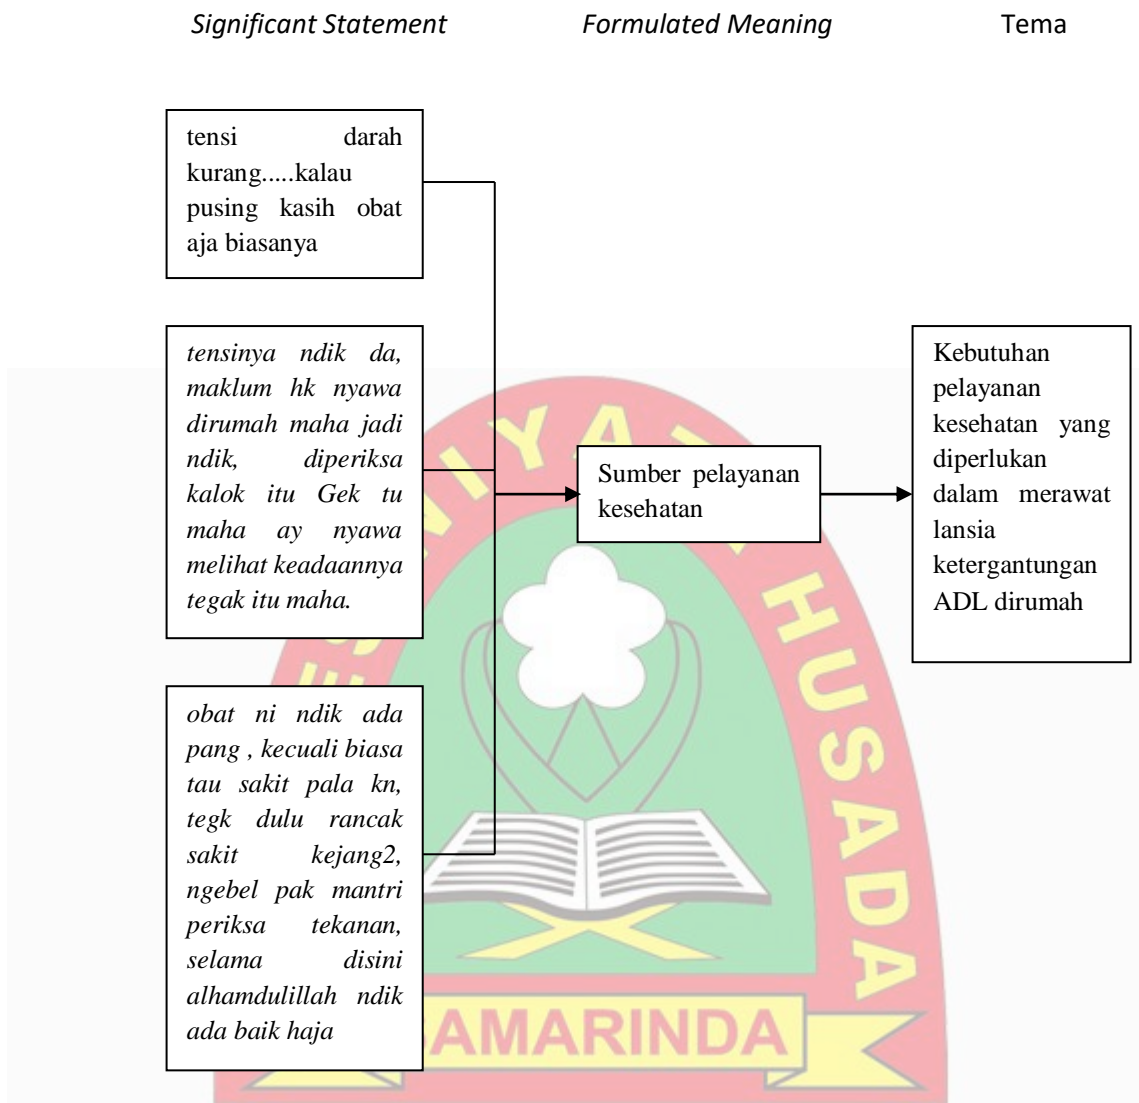 Significant Statement Formulated Meaning Tema
tensi darah
kurang.....kalau
pusing kasih obat
aja biasanya
tensinya ndik da,
maklum hk nyawa
dirumah maha jadi
ndik, diperiksa
kalok itu Gek tu
maha ay nyawa
melihat keadaannya
tegak itu maha.
obat ni ndik ada
pang , kecuali biasa
tau sakit pala kn,
tegk dulu rancak
sakit kejang2,
ngebel pak mantri
periksa tekanan,
selama disini
alhamdulillah ndik
ada baik haja
Sumber pelayanan
kesehatan
Kebutuhan
pelayanan
kesehatan yang
diperlukan
dalam merawat
lansia
ketergantungan
ADL dirumah
HUSADA
SAMARINDA